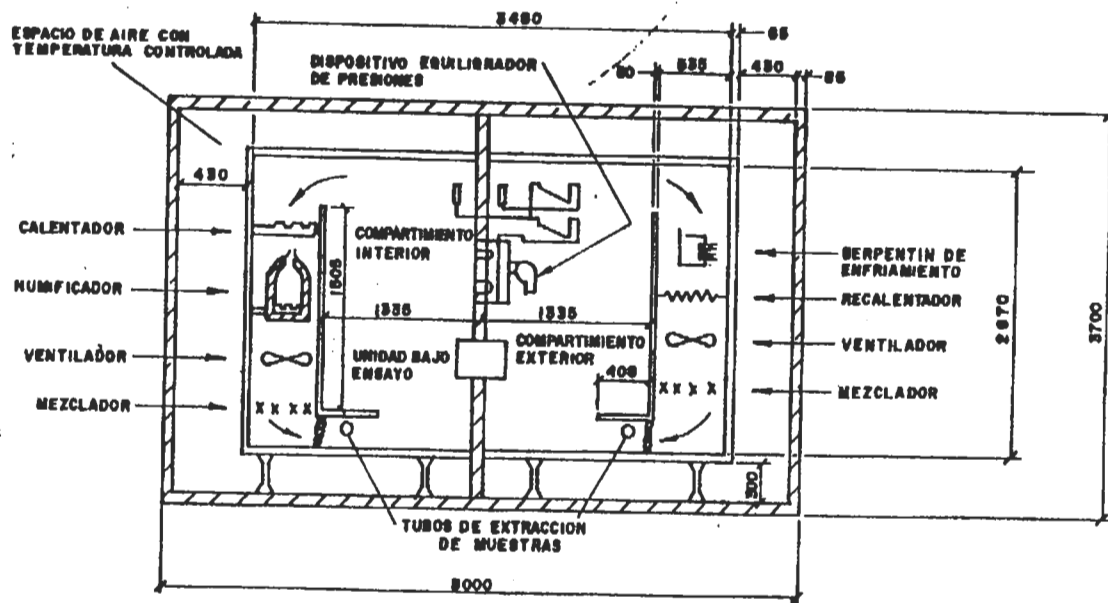 3480
65
ESPACIO DE AIRE CON
TEMPERATURA CONTROLADA
DISPOSITIVO EQUILIBRADOR
DE PRESIONES
80
535
430
65
430
CALENTADOR
COMPARTIMIENTO
INTERIOR
SERPENTIN DE
ENFRIAMIENTO
HUMIFICADOR
1505
RECALENTADOR
1335
1335
2670
3700
VENTILADOR
UNIDAD BAJO
ENSAYO
COMPARTIMIENTO
EXTERIOR
VENTILADOR
405
MEZCLADOR
X X X X
X X X X
MEZCLADOR
300
TUBOS DE EXTRACCION
DE MUESTRAS
5000